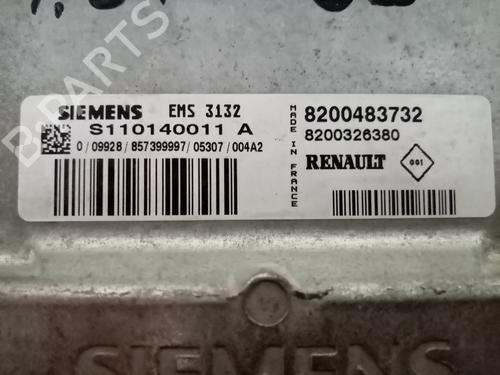 SIEMENS EMS 3132
S110140011 A
0 / 09928 / 857399997 / 05307 / 004A2
MADE IN FRANCE
8200483732
8200326380
RENAULT
001
SIEMENS
B-PARTS